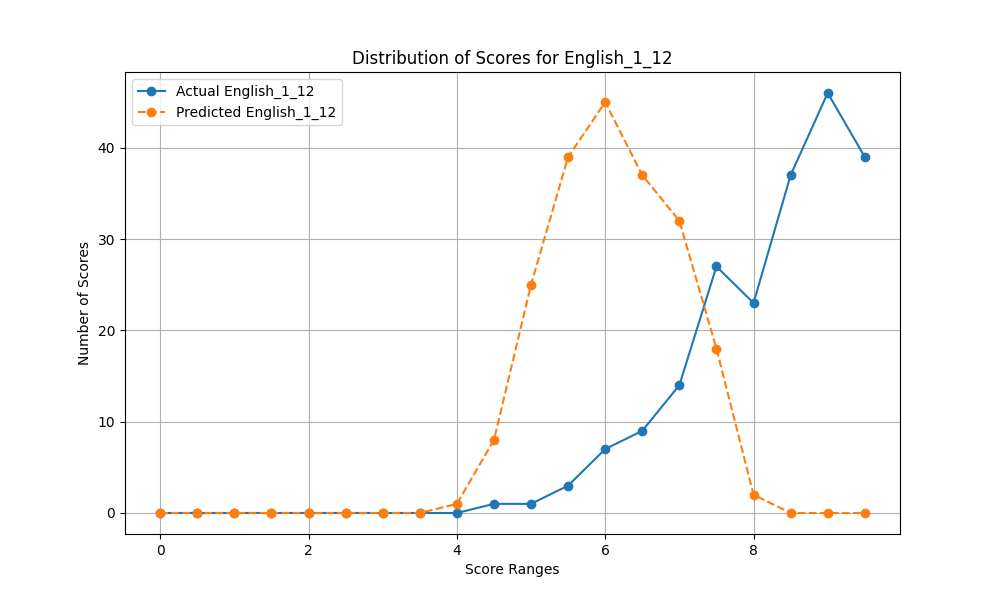 Distribution of Scores for English_1_12
Actual English_1_12
Predicted English_1_12
Number of Scores
40
30
20
10
0
0 2 4 6 8
Score Ranges